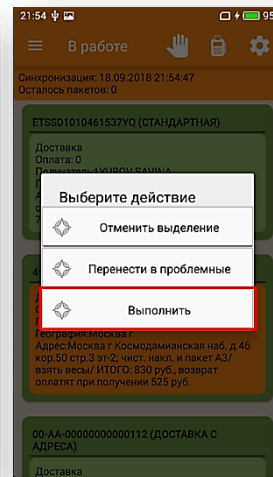 21:54
95
В работе
Синхронизация: 18.09.2018 21:54:47
Осталось пакетов: 0
ETSSD1010461537YQ (СТАНДАРТНАЯ)
Доставка
Оплата: 0
Получатель: LYUBOV SAVINA
Выберите действие
Отменить выделение
Перенести в проблемные
Выполнить
География: Москва г
Адрес: Москва г Космодамианская наб. д.46
кор.50 стр.3 эт-2; чист. накл. и пакет А3/
взять весы/ ИТОГО: 830 руб., возврат
оплатят при получении 525 руб.
00-АА-00000000000112 (ДОСТАВКА С
АДРЕСА)
Доставка